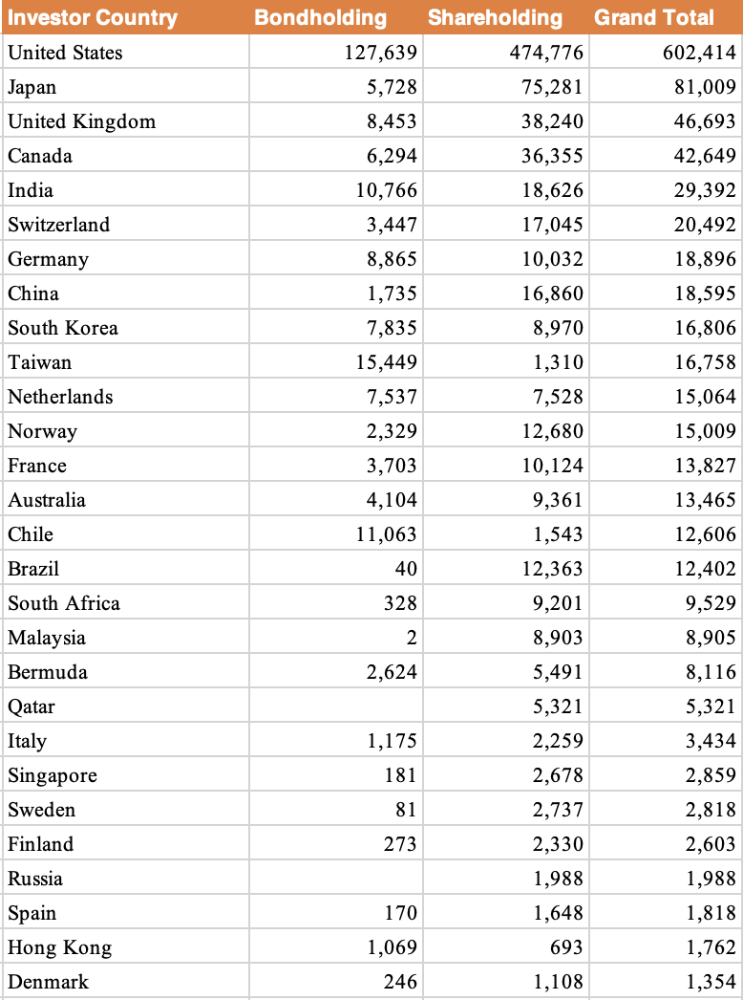 Investor Country Bondholding Shareholding Grand Total
United States 127,639 474,776 602,414
Japan 5,728 75,281 81,009
United Kingdom 8,453 38,240 46,693
Canada 6,294 36,355 42,649
India 10,766 18,626 29,392
Switzerland 3,447 17,045 20,492
Germany 8,865 10,032 18,896
China 1,735 16,860 18,595
South Korea 7,835 8,970 16,806
Taiwan 15,449 1,310 16,758
Netherlands 7,537 7,528 15,064
Norway 2,329 12,680 15,009
France 3,703 10,124 13,827
Australia 4,104 9,361 13,465
Chile 11,063 1,543 12,606
Brazil 40 12,363 12,402
South Africa 328 9,201 9,529
Malaysia 2 8,903 8,905
Bermuda 2,624 5,491 8,116
Qatar 5,321 5,321
Italy 1,175 2,259 3,434
Singapore 181 2,678 2,859
Sweden 81 2,737 2,818
Finland 273 2,330 2,603
Russia 1,988 1,988
Spain 170 1,648 1,818
Hong Kong 1,069 693 1,762
Denmark 246 1,108 1,354